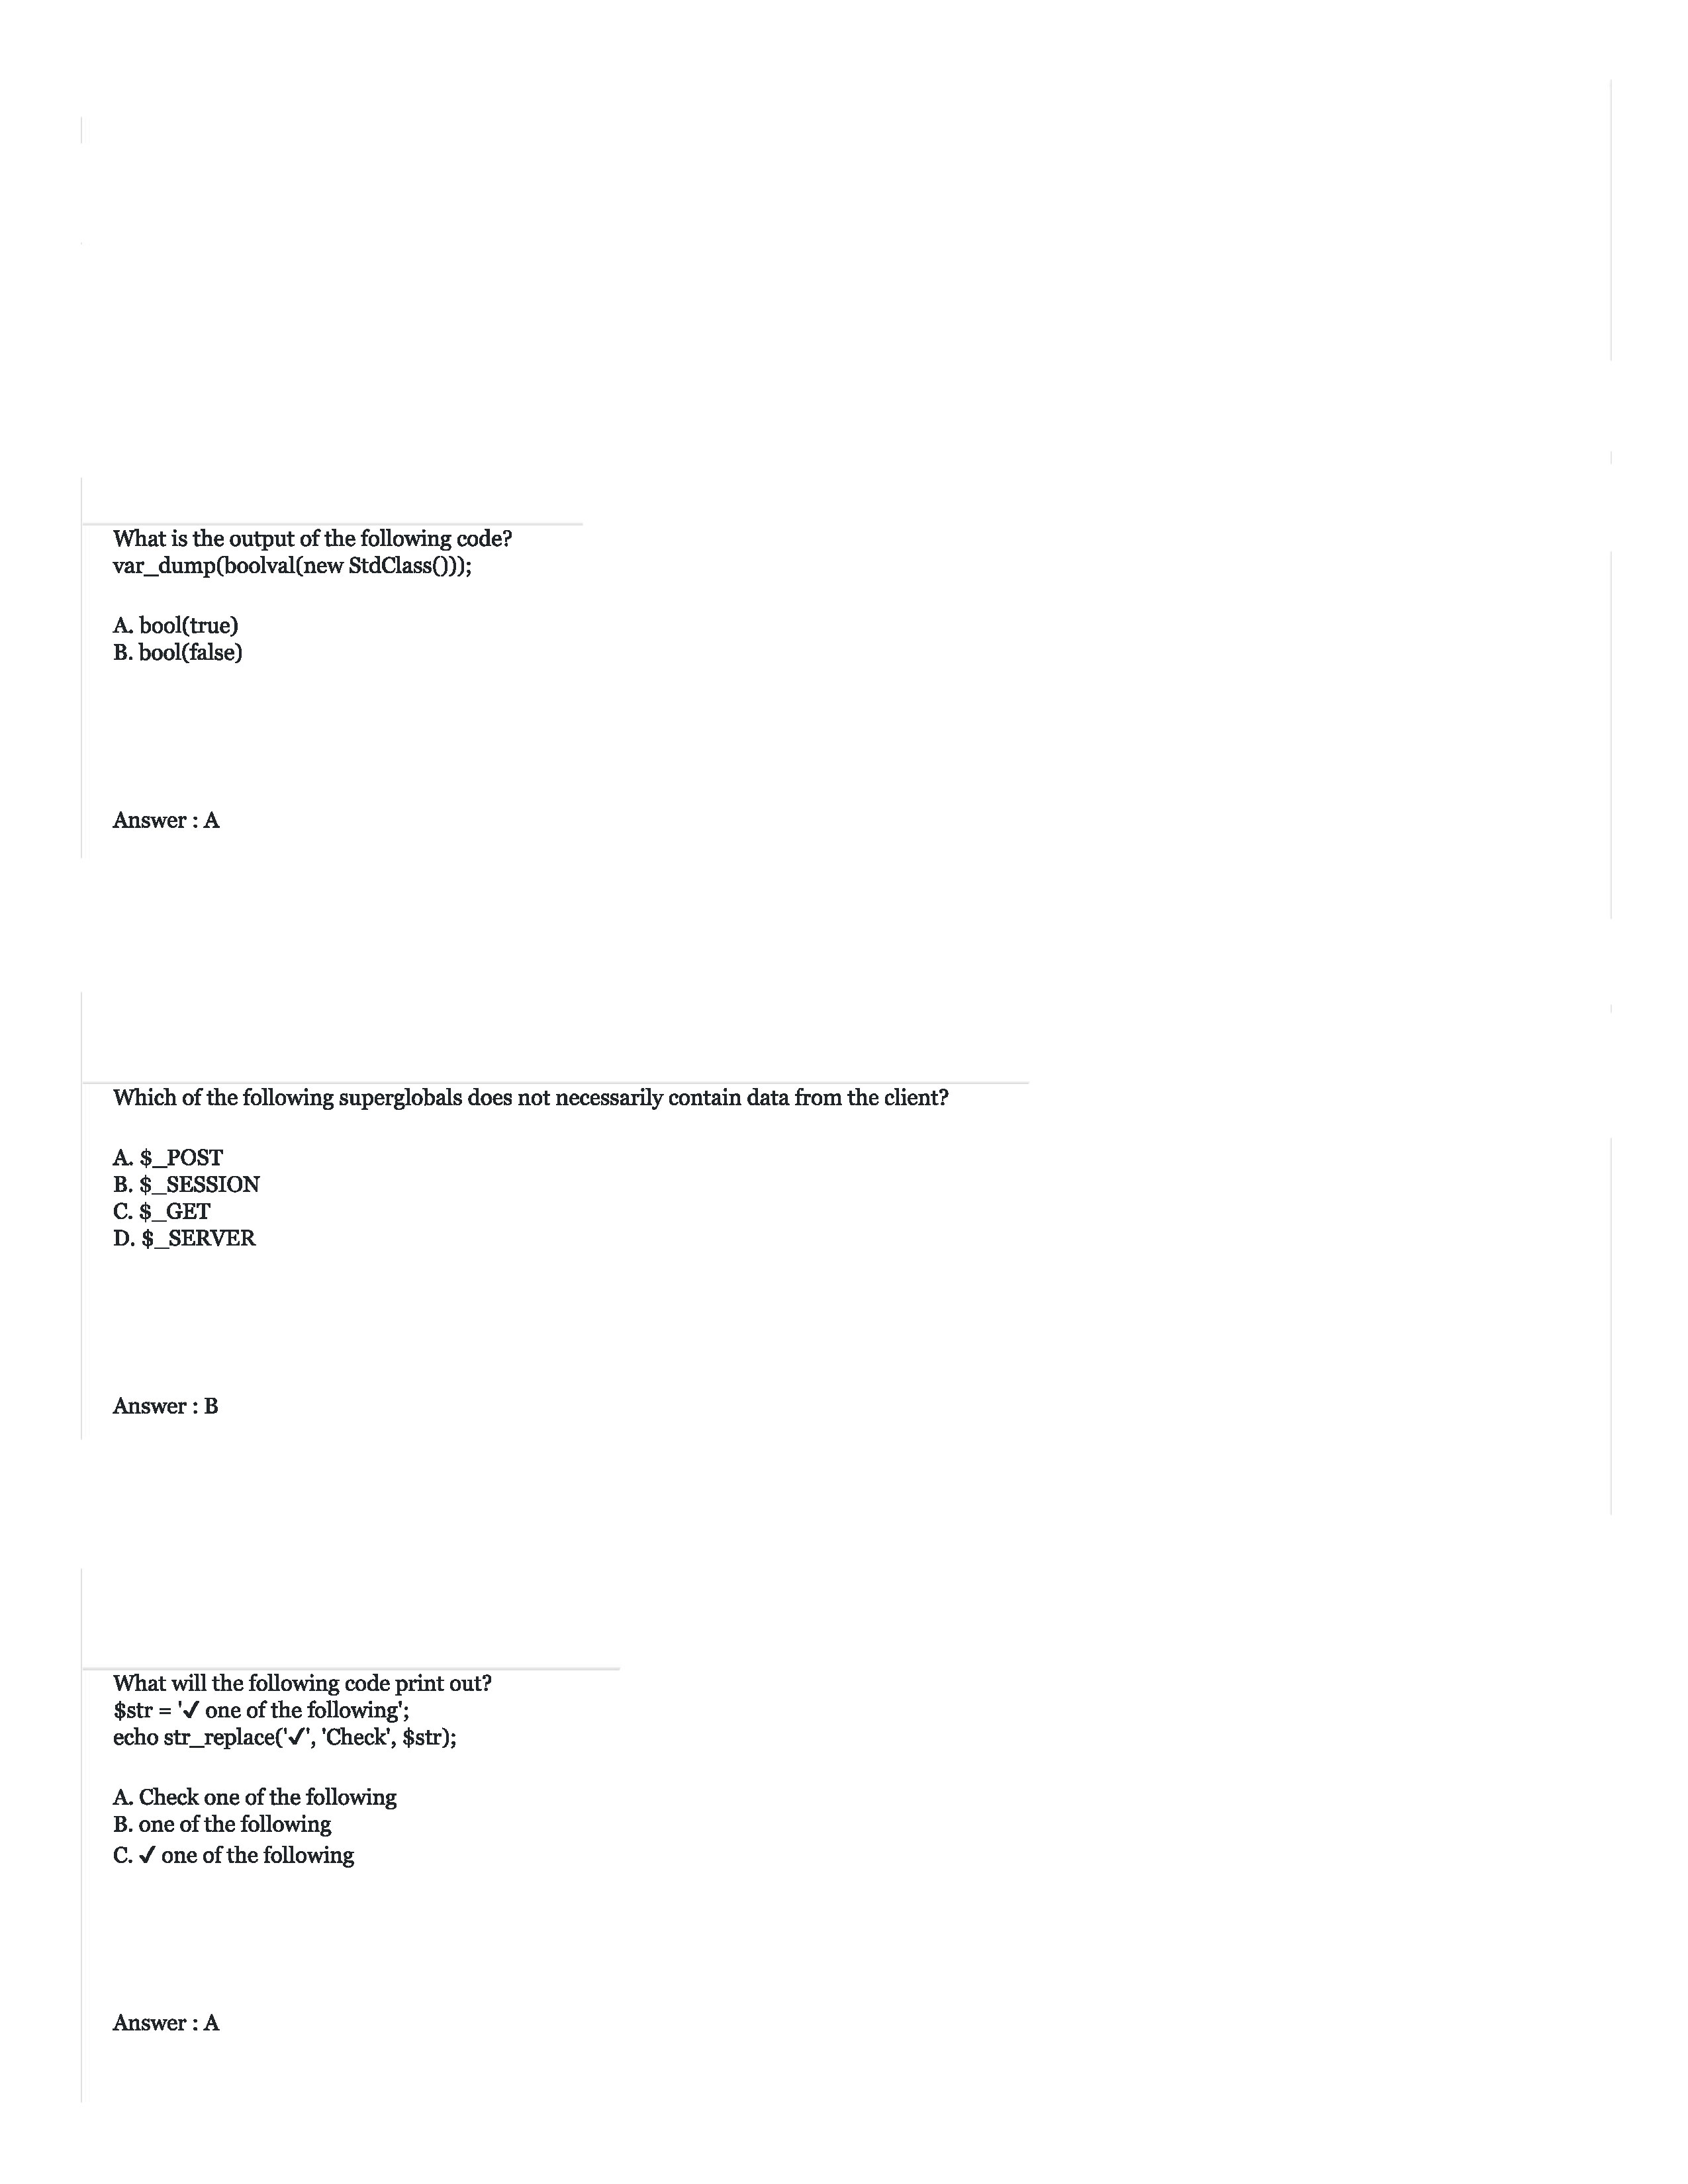 What is the output of the following code?
var_dump(boolval(new StdClass()));
A. bool(true)
B. bool(false)
Answer : A
Which of the following superglobals does not necessarily contain data from the client?
A. $_POST
B. $_SESSION
C. $_GET
D. $_SERVER
Answer : B
What will the following code print out?
$str = '✔ one of the following';
echo str_replace('✔', 'Check', $str);
A. Check one of the following
B. one of the following
C. ✔ one of the following
Answer : A